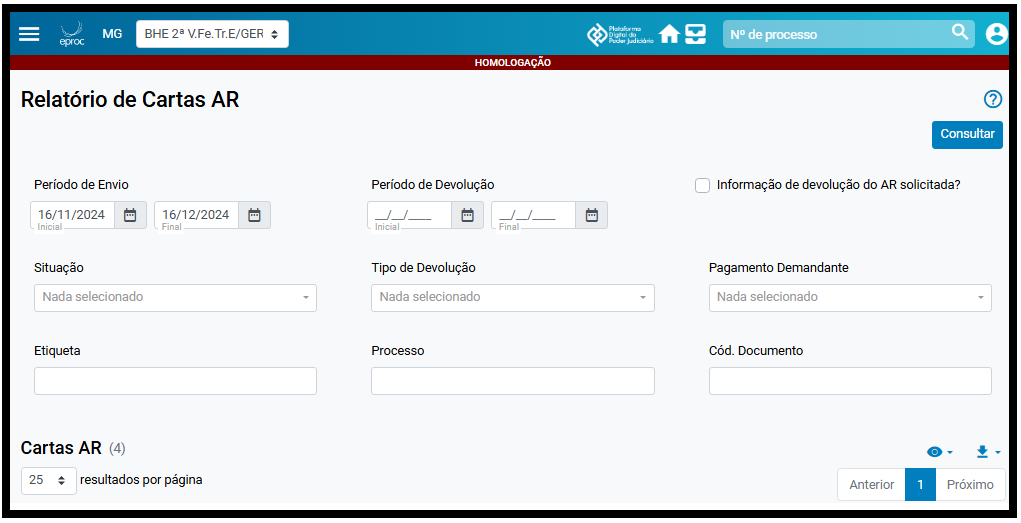 eproc MG BHE 2ª V.Fe.Tr.E/GER Plataforma Digital do Poder Judiciário Nº de processo
HOMOLOGAÇÃO
Relatório de Cartas AR
Consultar
Período de Envio Período de Devolução Informação de devolução do AR solicitada?
16/11/2024 16/12/2024 __/__/____ __/__/____
Inicial Final Inicial Final
Situação Tipo de Devolução Pagamento Demandante
Nada selecionado Nada selecionado Nada selecionado
Etiqueta Processo Cód. Documento
Cartas AR (4)
25 resultados por página Anterior 1 Próximo